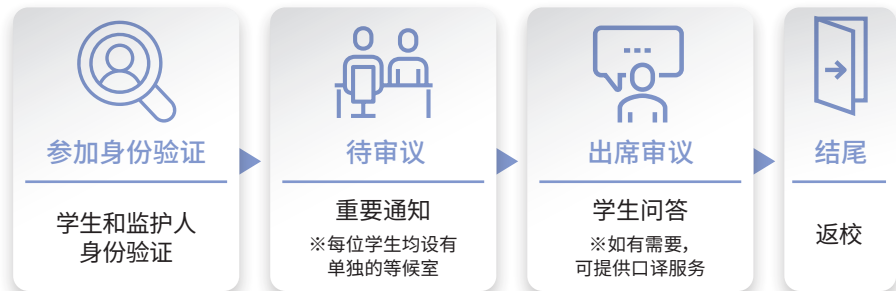 参加身份验证
学生和监护人
身份验证
待审议
重要通知
※每位学生均设有
单独的等候室
出席审议
学生问答
※如有需要,
可提供口译服务
结尾
返校